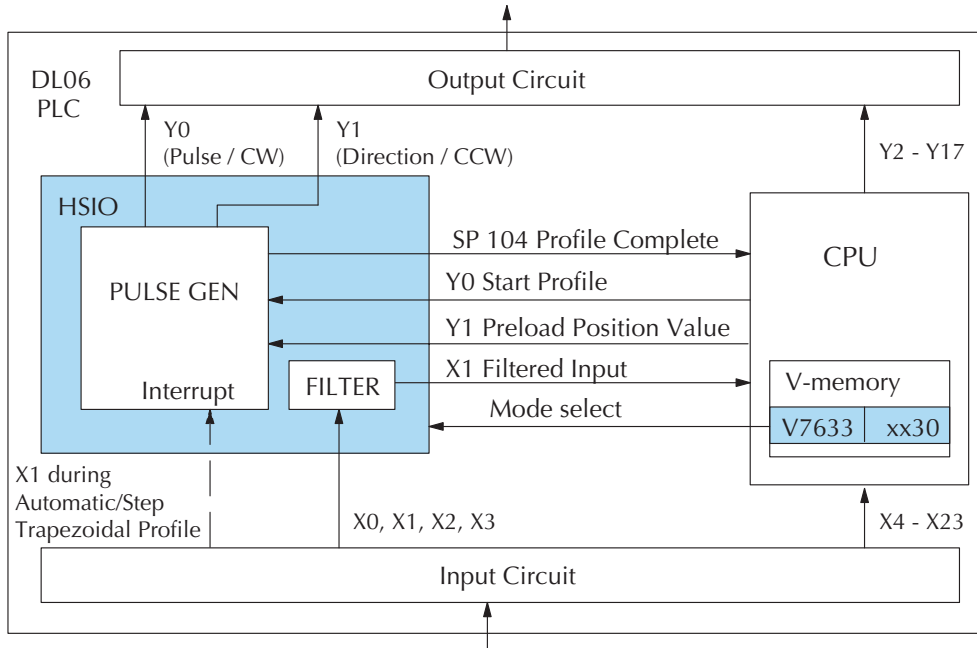 Output Circuit
DL06
PLC
Y0
(Pulse / CW)
Y1
(Direction / CCW)
Y2 - Y17
HSIO
PULSE GEN
Interrupt
FILTER
SP 104 Profile Complete
Y0 Start Profile
Y1 Preload Position Value
X1 Filtered Input
Mode select
CPU
V-memory
V7633 xx30
X1 during
Automatic/Step
Trapezoidal Profile
X0, X1, X2, X3
X4 - X23
Input Circuit